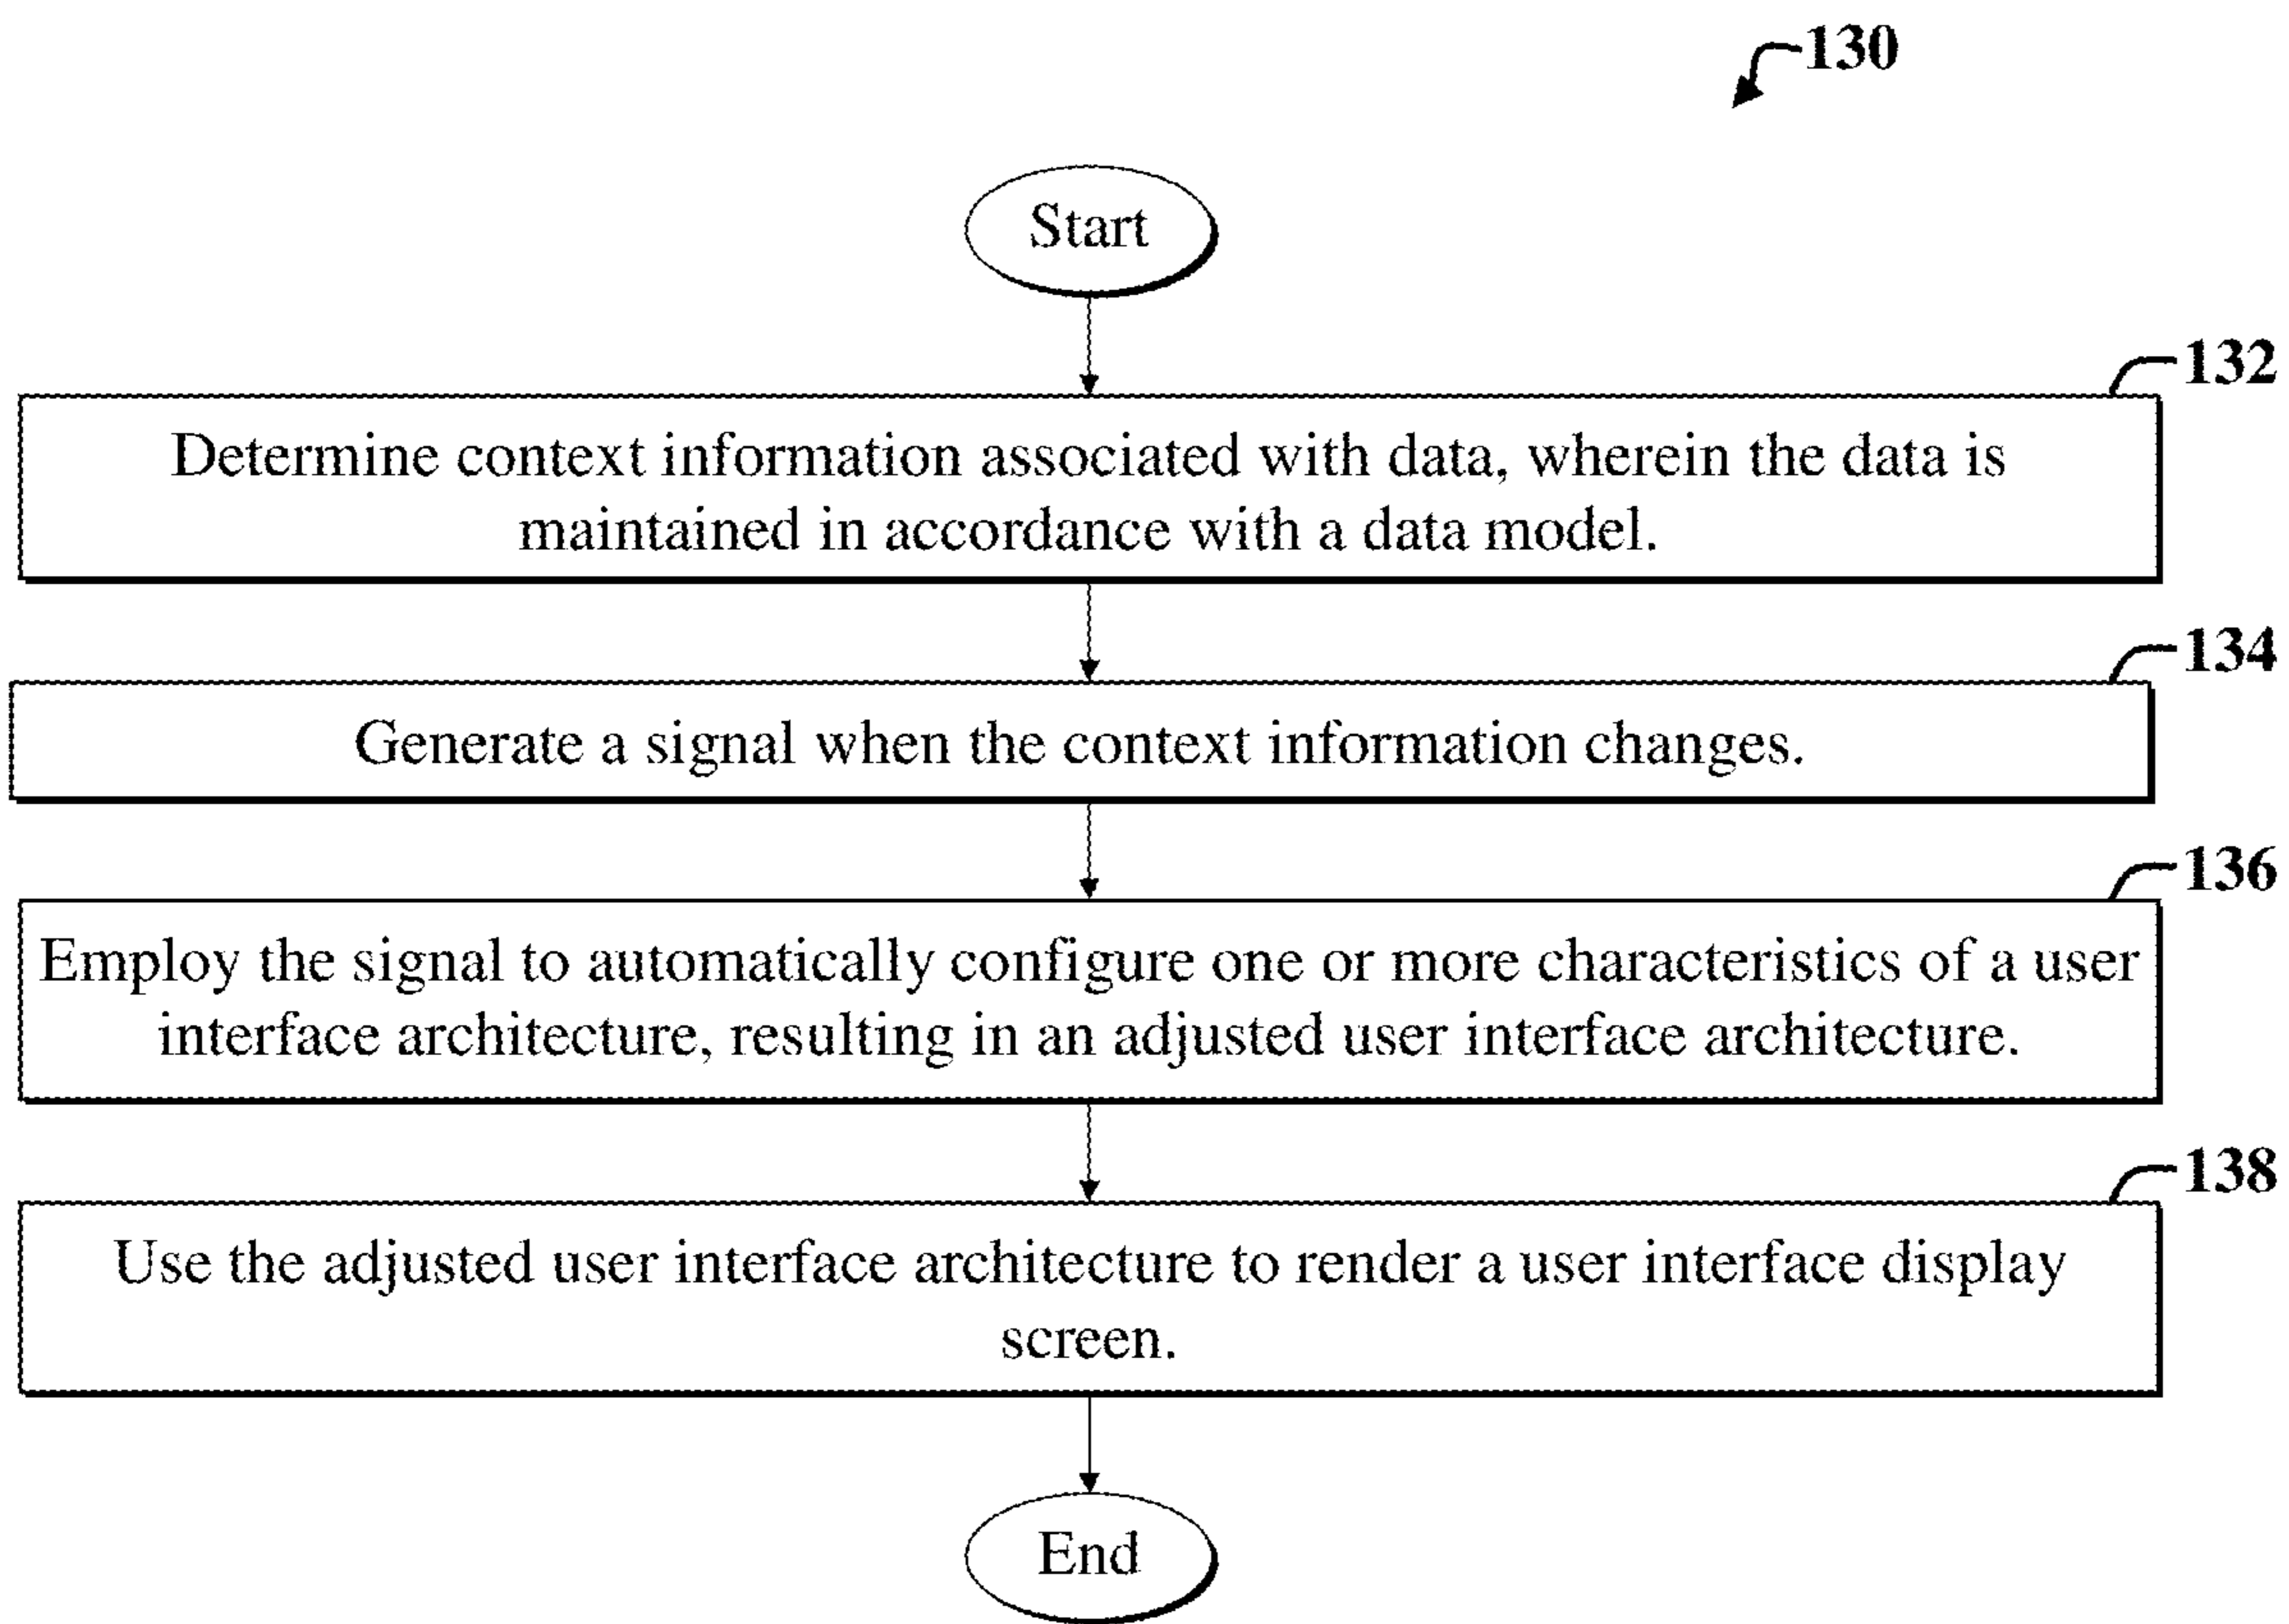 130
Start
132
Determine context information associated with data, wherein the data is
maintained in accordance with a data model.
134
Generate a signal when the context information changes.
136
Employ the signal to automatically configure one or more characteristics of a user
interface architecture, resulting in an adjusted user interface architecture.
138
Use the adjusted user interface architecture to render a user interface display
screen.
End